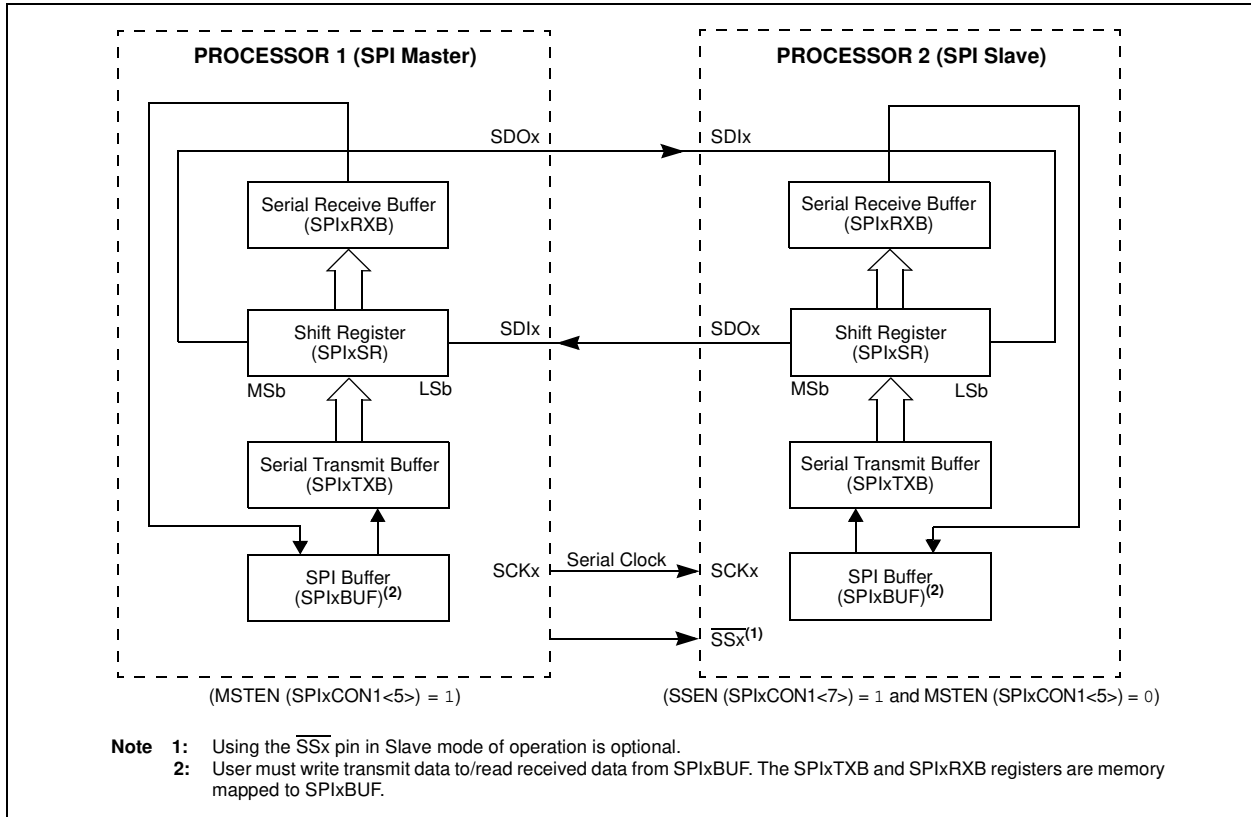 PROCESSOR 1 (SPI Master)
PROCESSOR 2 (SPI Slave)
SDOx
SDIx
Serial Receive Buffer
(SPIxRXB)
Serial Receive Buffer
(SPIxRXB)
Shift Register
(SPIxSR)
SDIx
SDOx
Shift Register
(SPIxSR)
MSb
LSb
MSb
LSb
Serial Transmit Buffer
(SPIxTXB)
Serial Transmit Buffer
(SPIxTXB)
SPI Buffer
(SPIxBUF)(2)
SCKx
Serial Clock
SCKx
SPI Buffer
(SPIxBUF)(2)
SSx(1)
(MSTEN (SPIxCON1<5>) = 1)
(SSEN (SPIxCON1<7>) = 1 and MSTEN (SPIxCON1<5>) = 0)
Note 1: Using the SSx pin in Slave mode of operation is optional.
2: User must write transmit data to/read received data from SPIxBUF. The SPIxTXB and SPIxRXB registers are memory
mapped to SPIxBUF.